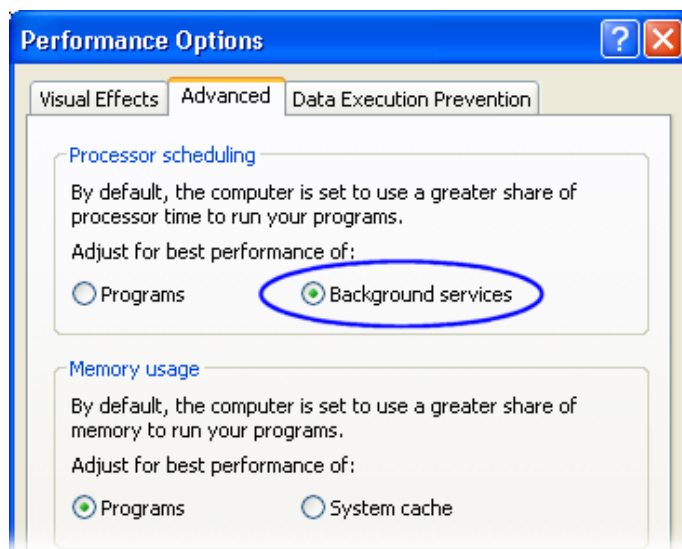 Performance Options
Visual Effects
Advanced
Data Execution Prevention
Processor scheduling
By default, the computer is set to use a greater share of
processor time to run your programs.
Adjust for best performance of:
Programs
Background services
Memory usage
By default, the computer is set to use a greater share of
memory to run your programs.
Adjust for best performance of:
Programs
System cache